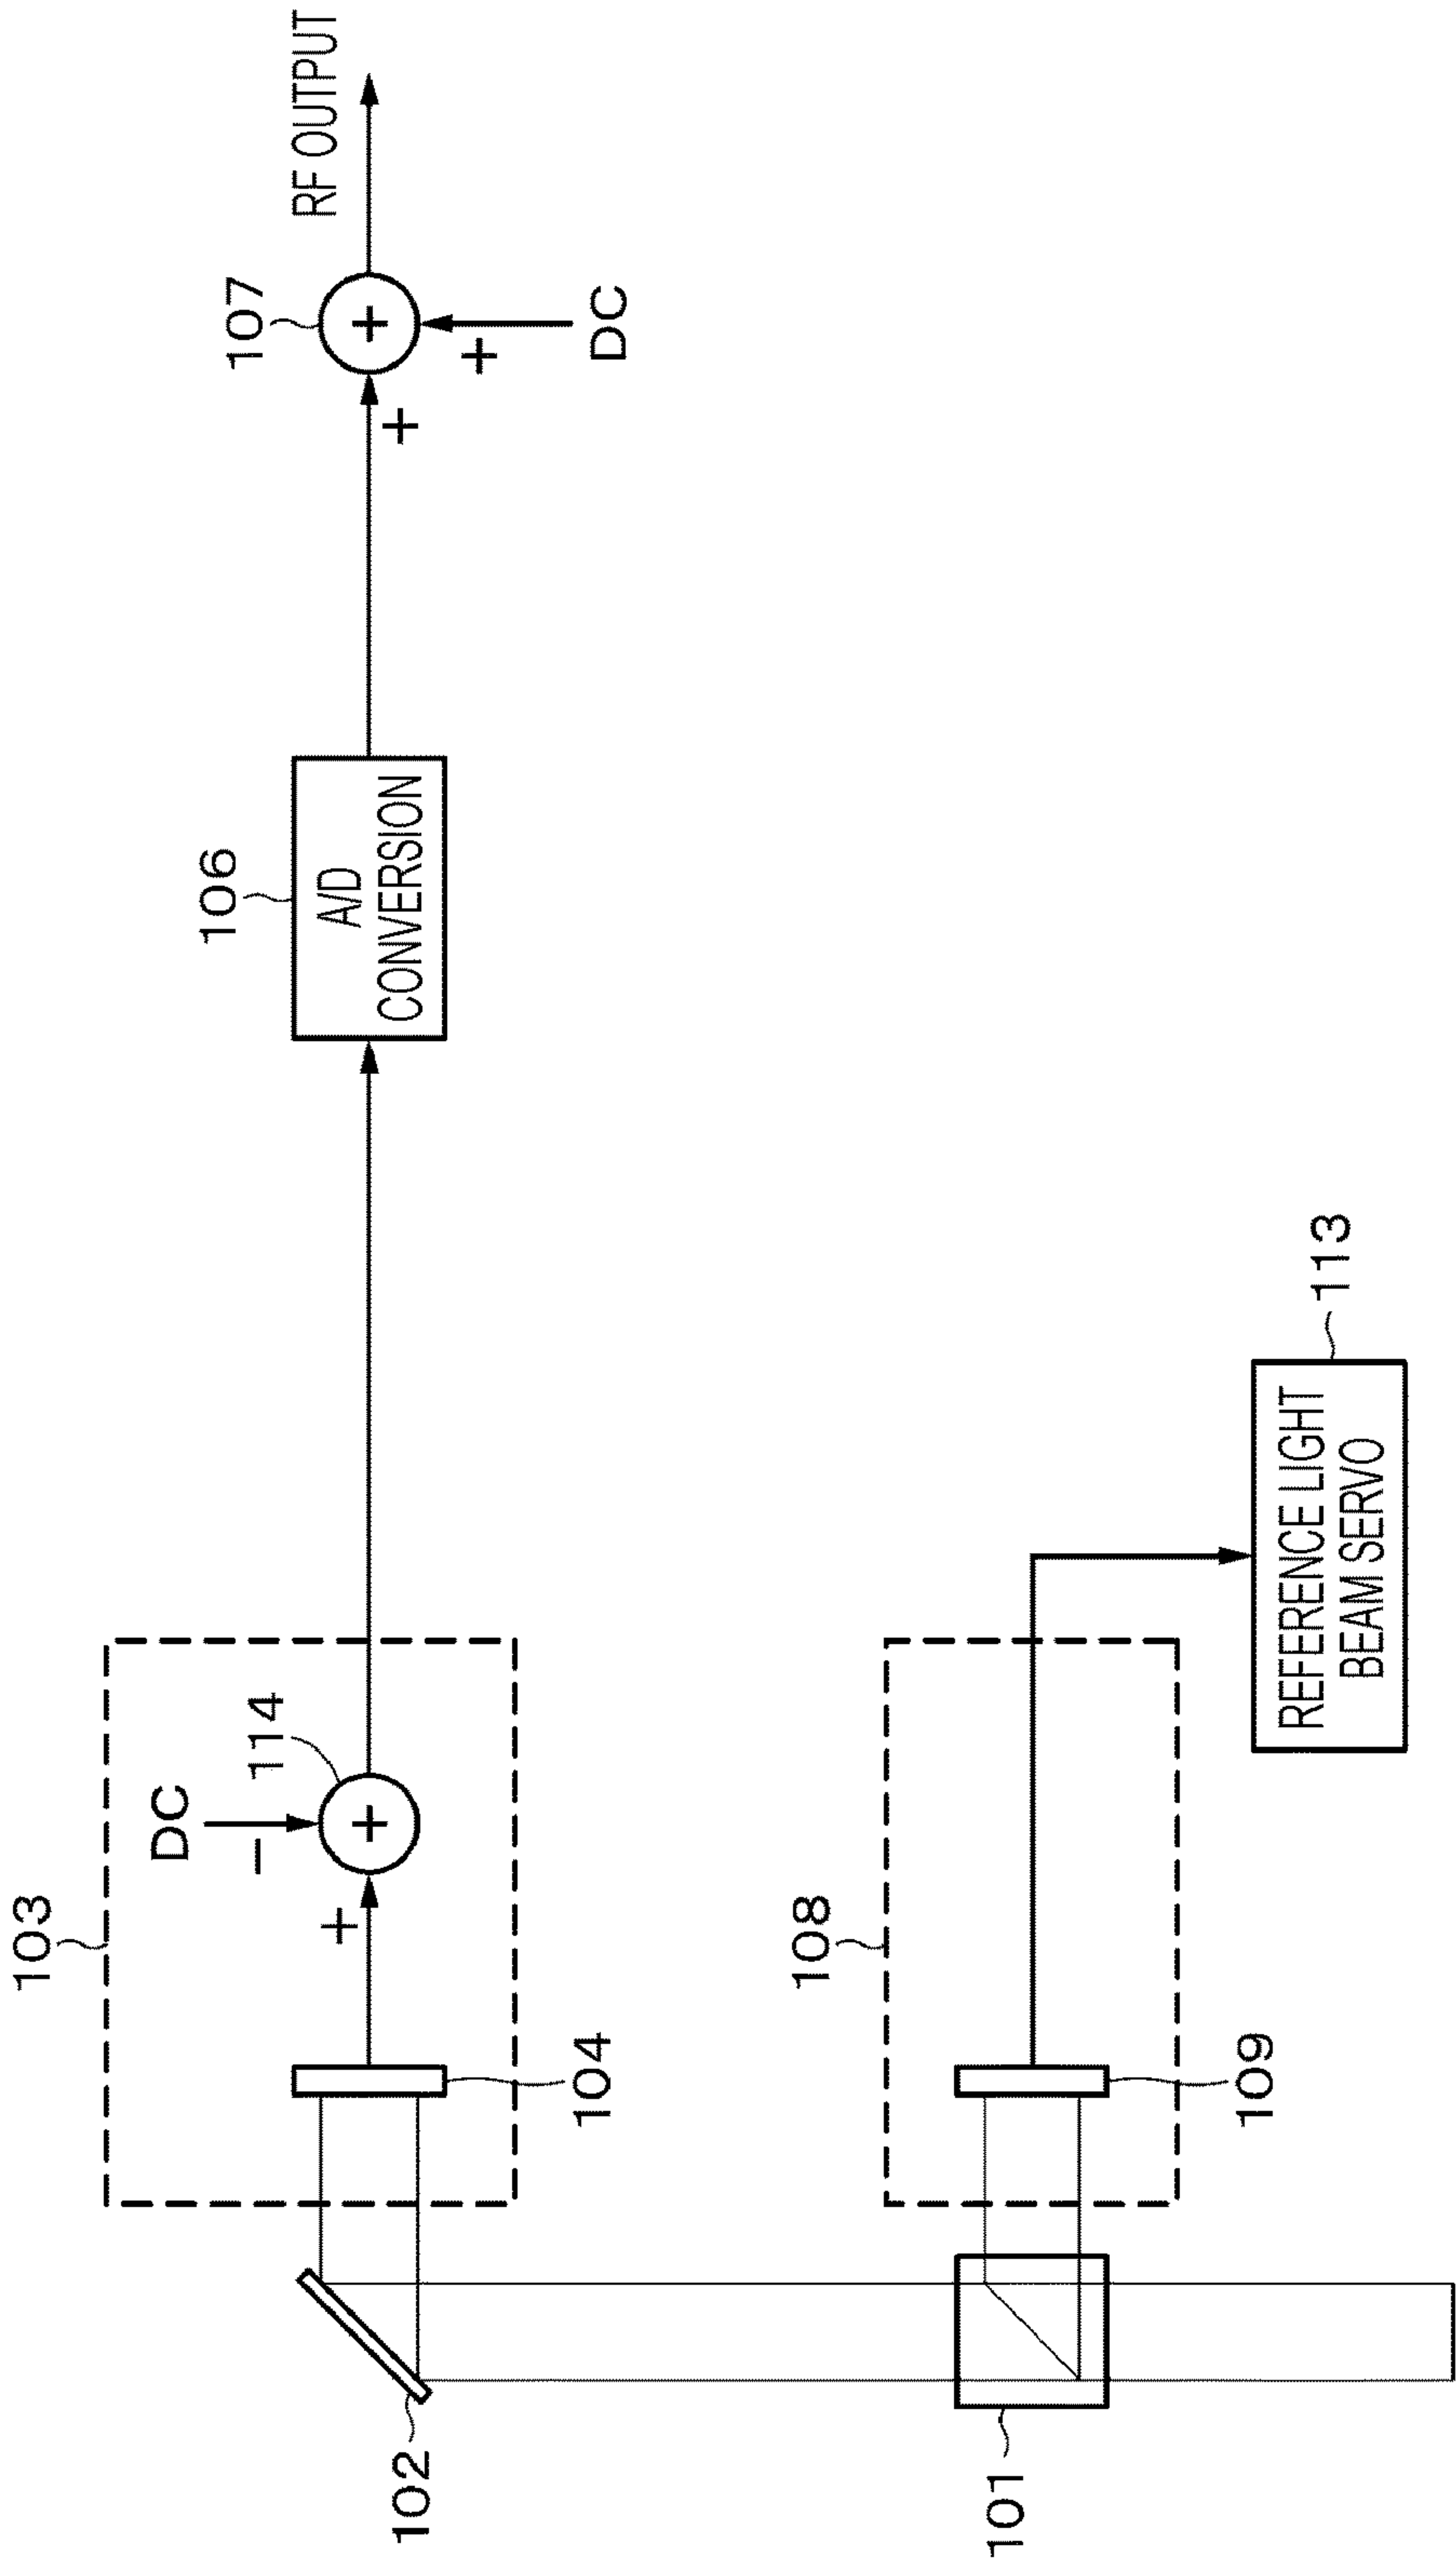 103
DC
−
114
+
104
102
106
A/D
CONVERSION
107
+
+
+
DC
RF OUTPUT
+
108
109
101
REFERENCE LIGHT
BEAM SERVO
113